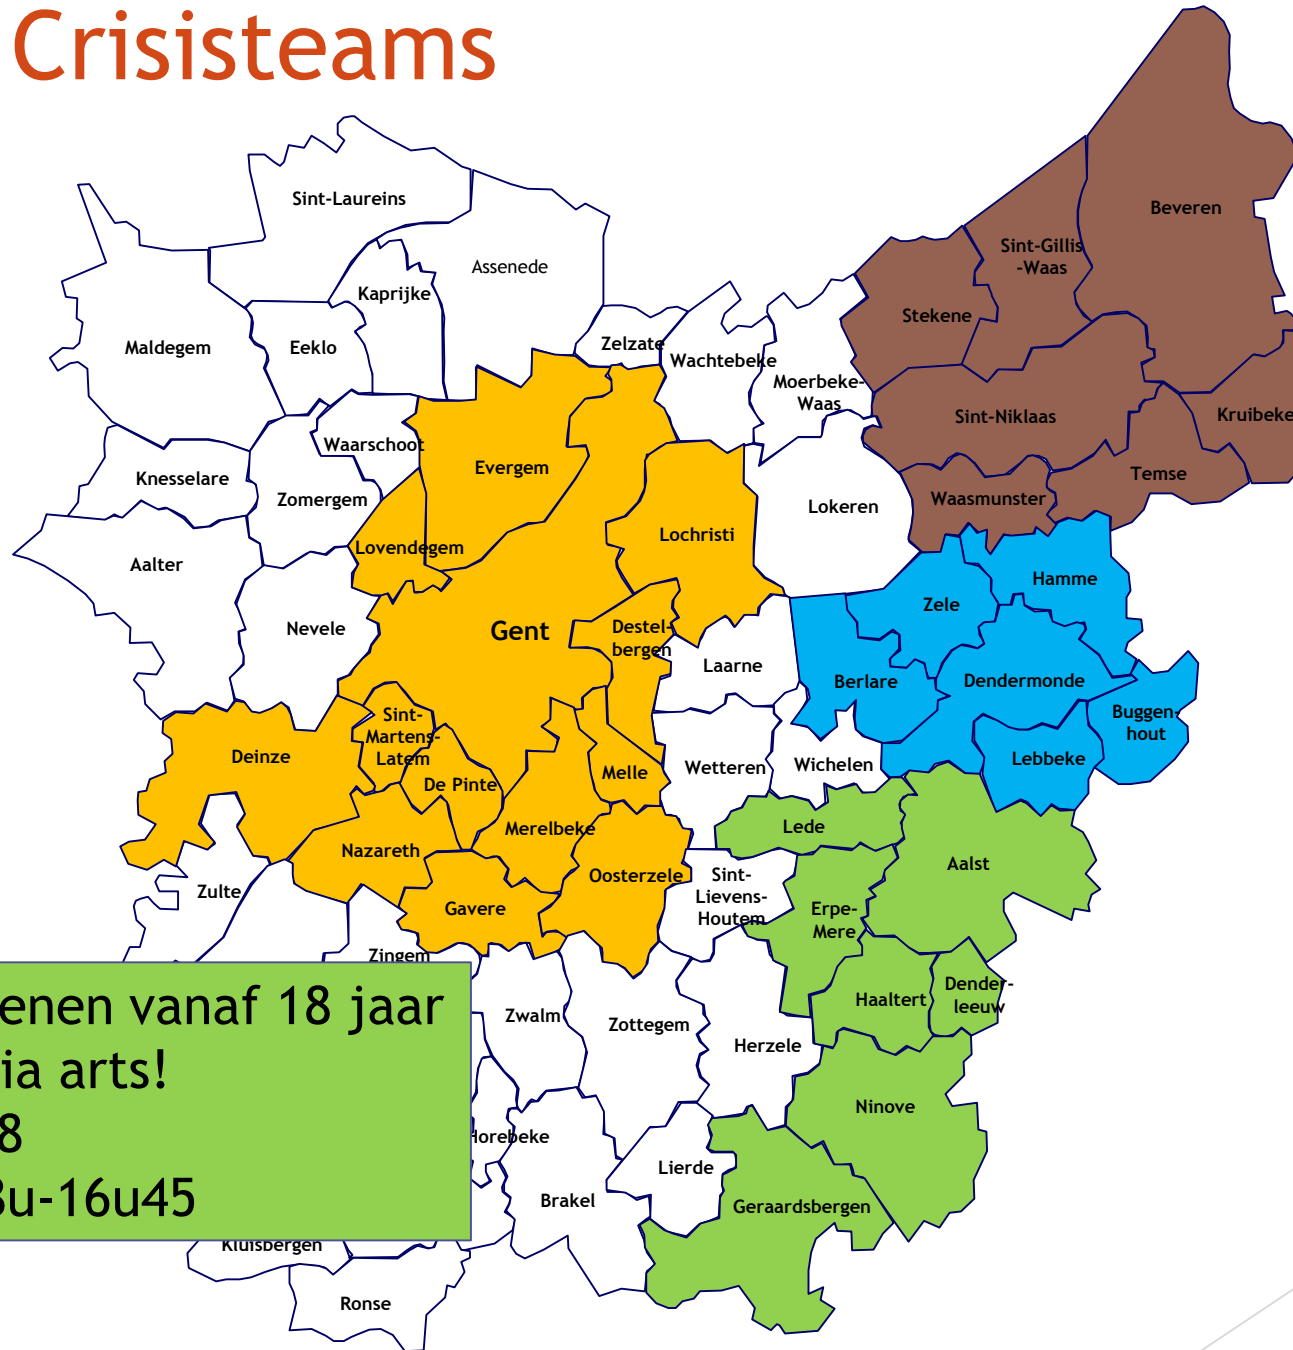 Crisisteams
Sint-Laureins
Beveren
Sint-Gillis
-Waas
Assenede
Kaprijke
Stekene
Maldegem
Eeklo
Zelzate
Wachtebeke
Moerbeke-
Waas
Sint-Niklaas
Kruibeke
Waarschoot
Evergem
Temse
Knesselare
Zomergem
Waasmunster
Lokeren
Lochristi
Lovendegem
Aalter
Hamme
Zele
Nevele
Gent
Destel-
bergen
Laarne
Berlare
Dendermonde
Buggen-
hout
Sint-
Martens-
Latem
Deinze
De Pinte
Melle
Wetteren
Wichelen
Lebbeke
Lede
Merelbeke
Nazareth
Aalst
Oosterzele
Sint-
Lievens-
Houtem
Zulte
Gavere
Erpe-
Mere
Zingem
Haaltert
Dender-
leeuw
Zwalm
Zottegem
Herzele
enen vanaf 18 jaar
ia arts!
8
8u-16u45
Ninove
Horebeke
Lierde
Brakel
Geraardsbergen
Kluisbergen
Ronse